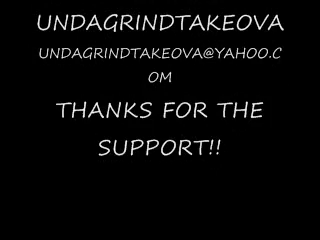 UNDAGRINDTAKEOVA
UNDAGRINDTAKEOVA@YAHOO.C
OM
THANKS FOR THE
SUPPORT!!